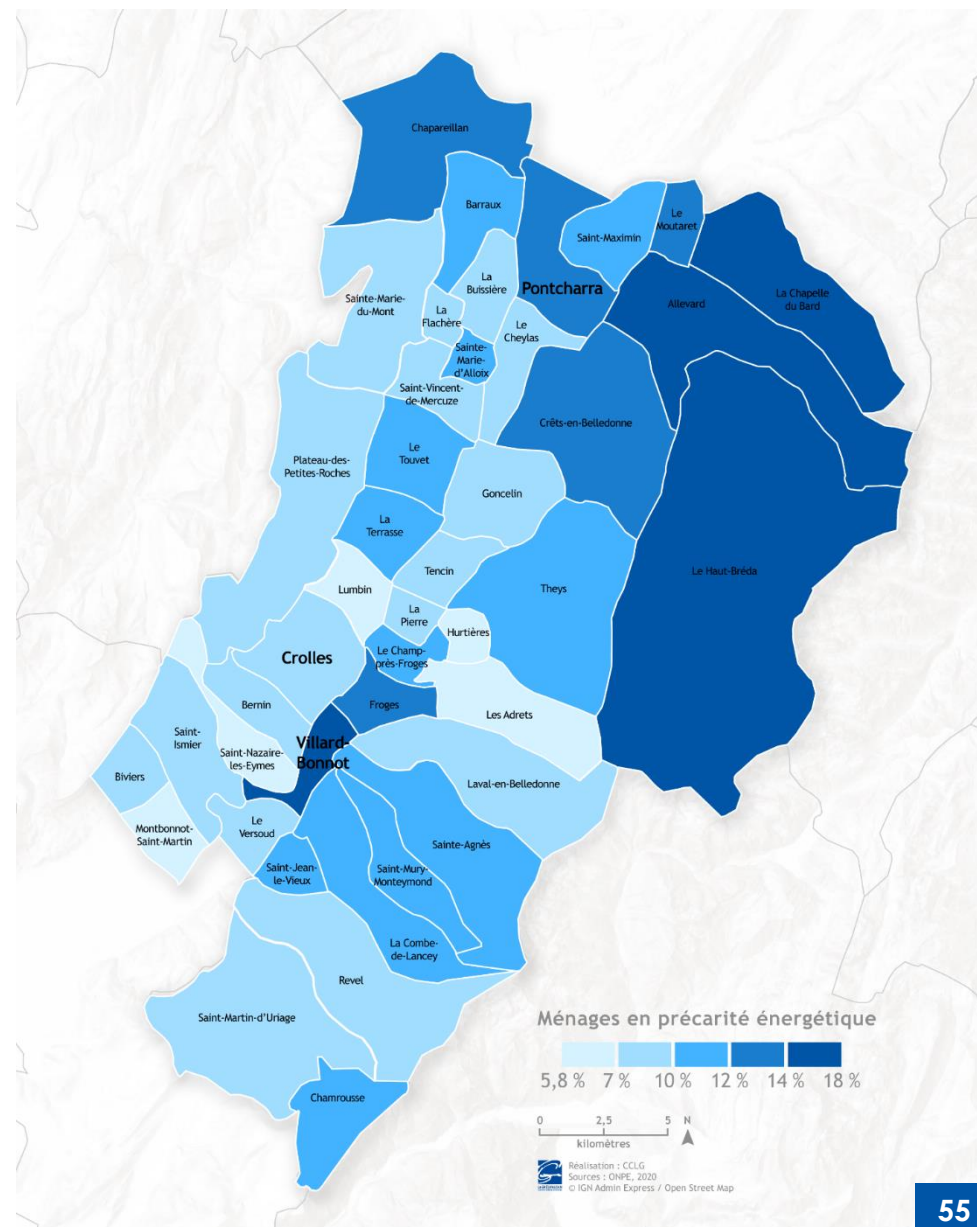 Chapareillan
Barraux
Le
Moutaret
Saint-Maximin
La
Buissière
Pontcharra
Allevard
La Chapelle
du Bard
Sainte-Marie-
du-Mont
La
Flachère
Le
Cheylas
Sainte-
Marie-
d'Alloix
Saint-Vincent-
de-Mercuze
Crêts-en-Belledonne
Le
Touvet
Plateau-des-
Petites-Roches
Goncelin
La
Terrasse
Tencin
Le Haut-Bréda
Lumbin
Theys
La
Pierre
Hurtières
Crolles
Le Champ-
près-Froges
Bernin
Froges
Les Adrets
Saint-
Ismier
Villard-
Bonnot
Saint-Nazaire-
les-Eymes
Biviers
Laval-en-Belledonne
Montbonnot-
Saint-Martin
Le
Versoud
Sainte-Agnès
Saint-Jean-
le-Vieux
Saint-Mury-
Monteymond
La Combe-
de-Lancey
Revel
Saint-Martin-d'Uriage
Chamrousse
Ménages en précarité énergétique
5,8 % 7 % 10 % 12 % 14 % 18 %
0 2,5 5 N
kilomètres
Réalisation : CCLG
Sources : ONPE, 2020
© IGN Admin Express / Open Street Map
55